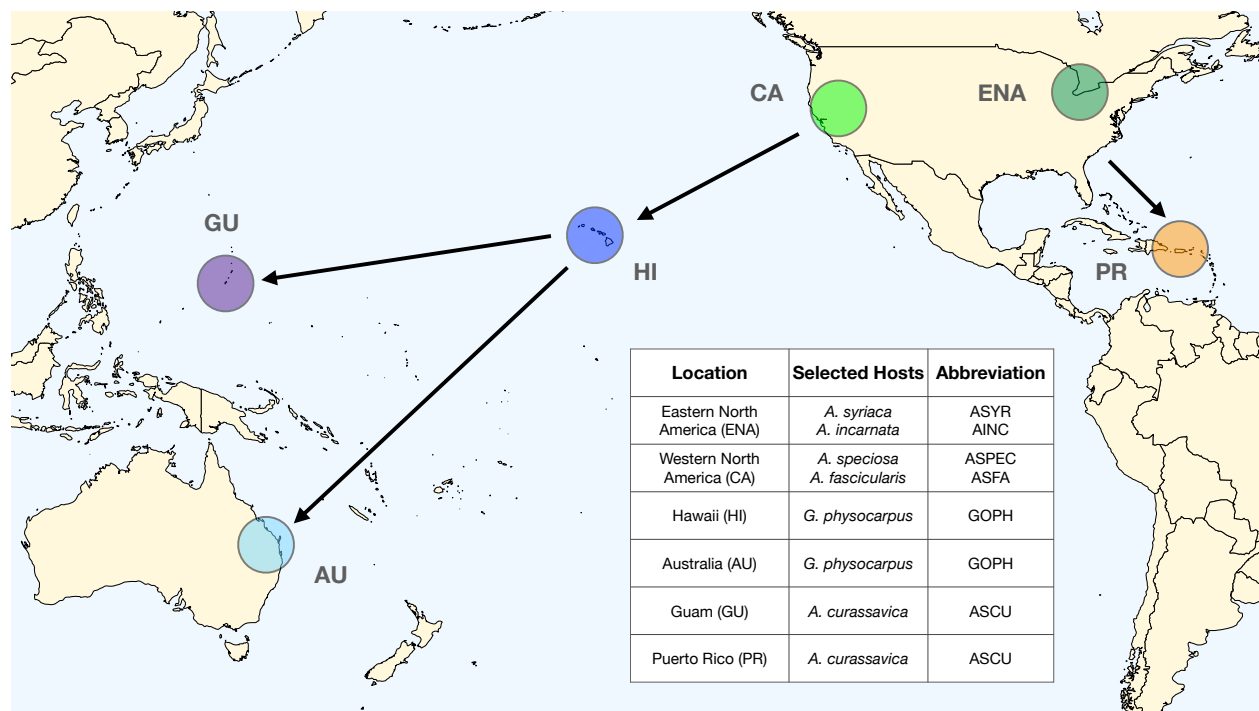 CA
ENA
GU
HI
PR
AU
Location Selected Hosts Abbreviation
Eastern North
America (ENA)
A. syriaca
A. incarnata
ASYR
AINC
Western North
America (CA)
A. speciosa
A. fascicularis
ASPEC
ASFA
Hawaii (HI) G. physocarpus GOPH
Australia (AU) G. physocarpus GOPH
Guam (GU) A. curassavica ASCU
Puerto Rico (PR) A. curassavica ASCU